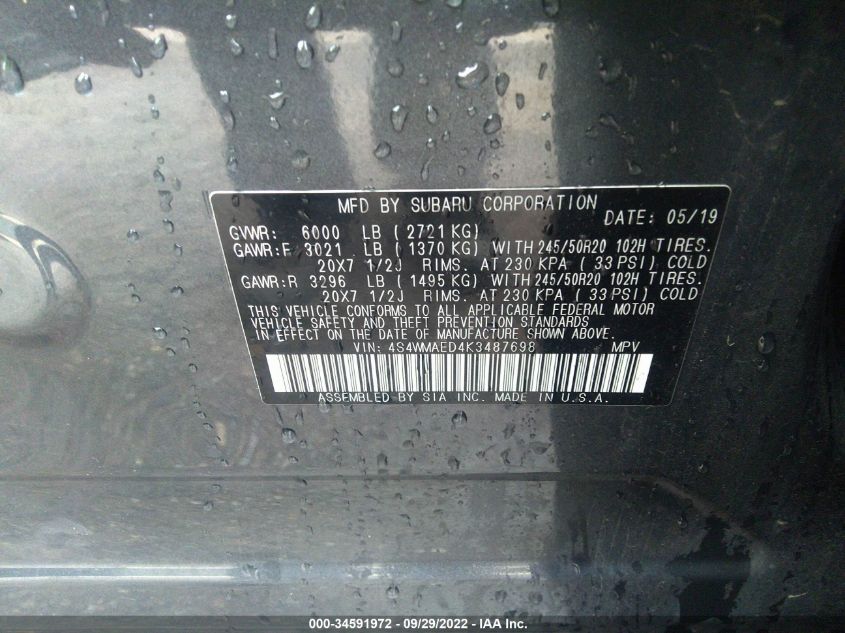 MFD BY SUBARU CORPORATION
DATE: 05/19
GVWR: 6000 LB ( 2721 KG)
GAWR:F 3021 LB ( 1370 KG) WITH 245/50R20 102H TIRES.
20X7 1/2J RIMS. AT 230 KPA ( 33 PSI) COLD
GAWR:R 3296 LB ( 1495 KG) WITH 245/50R20 102H TIRES.
20X7 1/2J RIMS. AT 230 KPA ( 33 PSI) COLD
THIS VEHICLE CONFORMS TO ALL APPLICABLE FEDERAL MOTOR
VEHICLE SAFETY AND THEFT PREVENTION STANDARDS
IN EFFECT ON THE DATE OF MANUFACTURE SHOWN ABOVE.
VIN: 4S4WMAED4K3487698 MPV
ASSEMBLED BY SIA INC. MADE IN U.S.A.
000-34591972 - 09/29/2022 - IAA Inc.